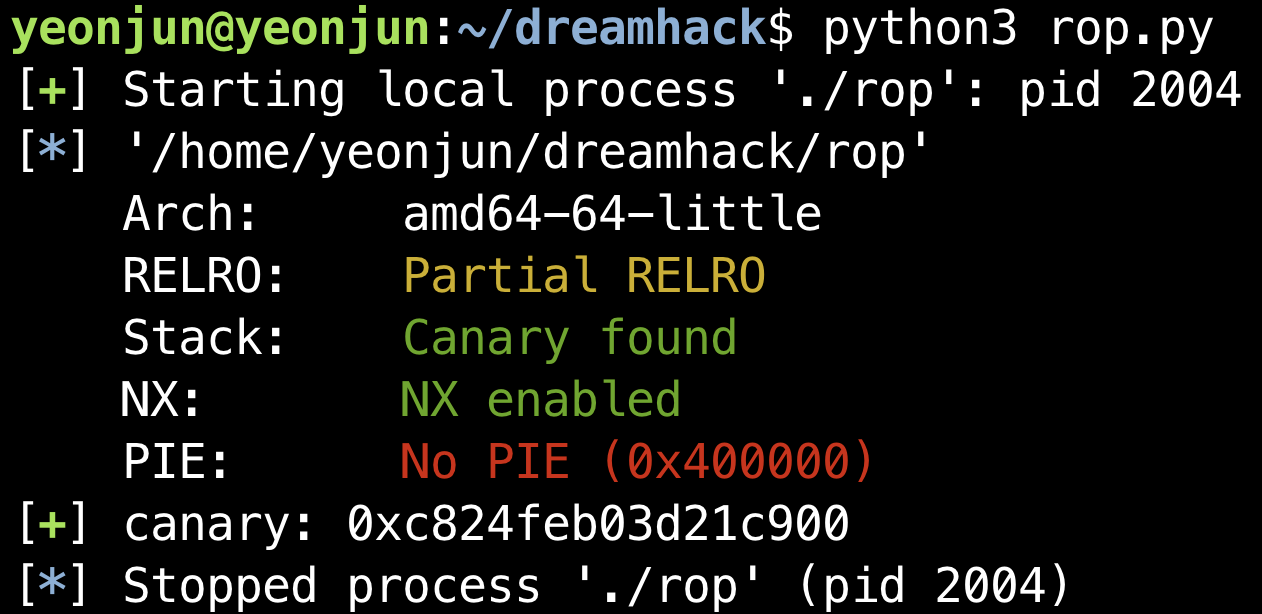 yeonjun@yeonjun:~/dreamhack$ python3 rop.py
[+] Starting local process './rop': pid 2004
[*] '/home/yeonjun/dreamhack/rop'
    Arch:     amd64-64-little
    RELRO:    Partial RELRO
    Stack:    Canary found
    NX:       NX enabled
    PIE:      No PIE (0x400000)
[+] canary: 0xc824feb03d21c900
[*] Stopped process './rop' (pid 2004)